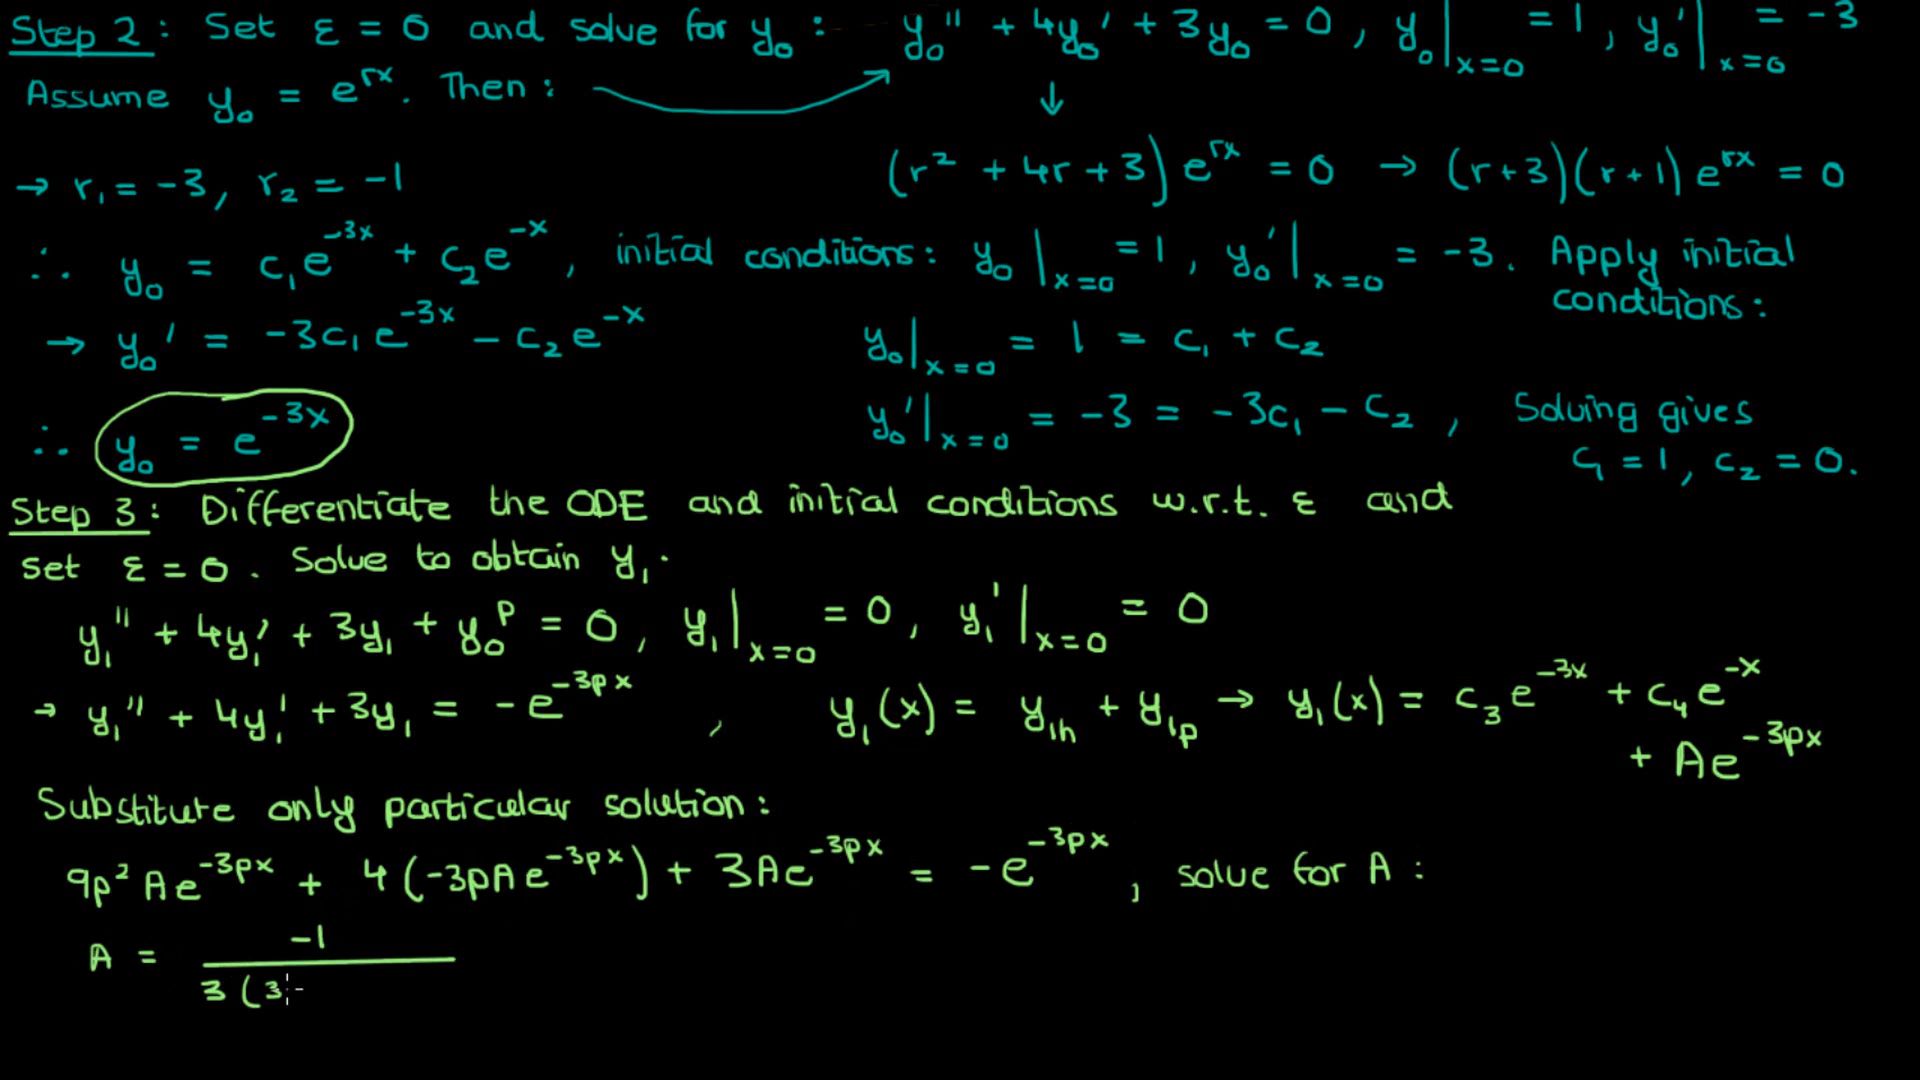 Step 2: Set ε = 0 and solve for y₀: y₀'' + 4y₀' + 3y₀ = 0, y₀|ₓ₌₀ = 1, y₀'|ₓ₌₀ = -3
Assume y₀ = e^{rx}. Then:
↓
(r² + 4r + 3)e^{rx} = 0 → (r+3)(r+1)e^{rx} = 0
→ r₁ = -3, r₂ = -1
∴ y₀ = c₁e^{-3x} + c₂e^{-x}, initial conditions: y₀|ₓ₌₀ = 1, y₀'|ₓ₌₀ = -3. Apply initial
conditions:
→ y₀' = -3c₁e^{-3x} - c₂e^{-x} y₀|ₓ₌₀ = 1 = c₁ + c₂
y₀'|ₓ₌₀ = -3 = -3c₁ - c₂, Solving gives
c₁ = 1, c₂ = 0.
∴ y₀ = e^{-3x}
Step 3: Differentiate the ODE and initial conditions w.r.t. ε and
set ε = 0. Solve to obtain y₁.
y₁'' + 4y₁' + 3y₁ + y₀^p = 0, y₁|ₓ₌₀ = 0, y₁'|ₓ₌₀ = 0
→ y₁'' + 4y₁' + 3y₁ = -e^{-3px}, y₁(x) = y₁ₕ + y₁ₚ → y₁(x) = c₃e^{-3x} + c₄e^{-x}
+ Ae^{-3px}
Substitute only particular solution:
9p²Ae^{-3px} + 4(-3pAe^{-3px}) + 3Ae^{-3px} = -e^{-3px}, solve for A:
A = -1
3(3